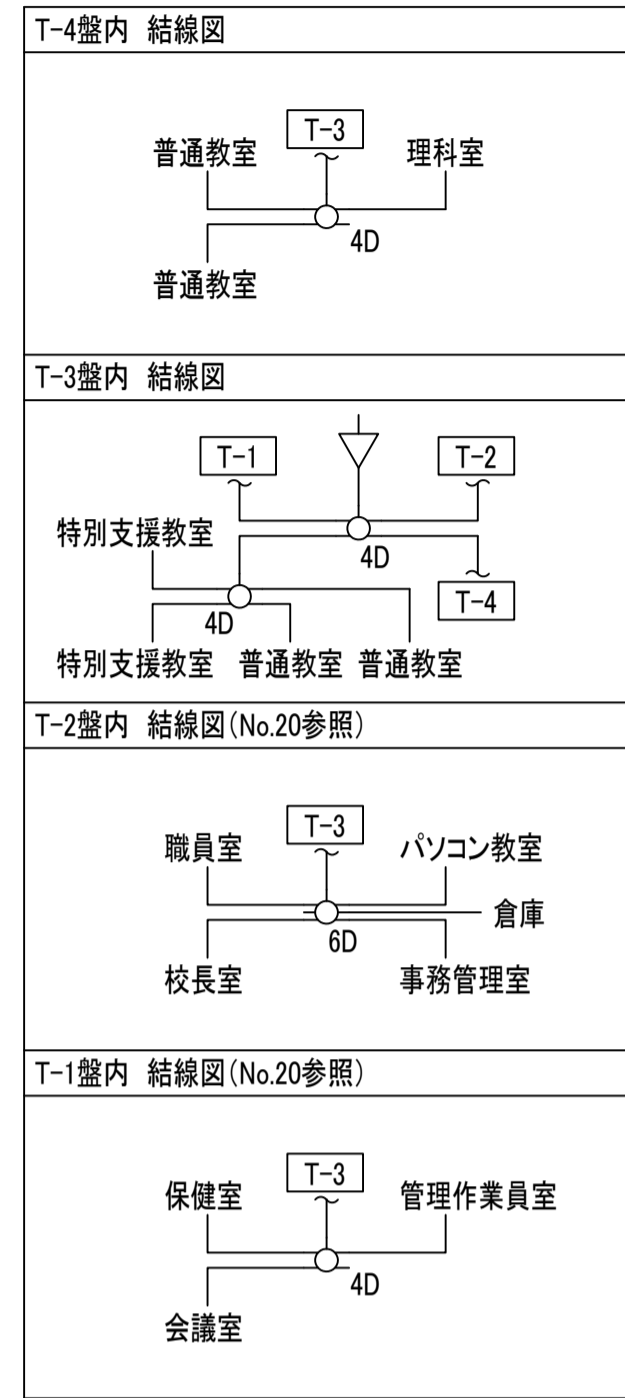 T-4盤内 結線図
T-3
普通教室
理科室
4D
普通教室
T-3盤内 結線図
T-1
T-2
特別支援教室
4D
4D
T-4
特別支援教室 普通教室 普通教室
T-2盤内 結線図(No.20参照)
T-3
職員室
パソコン教室
倉庫
6D
校長室
事務管理室
T-1盤内 結線図(No.20参照)
T-3
保健室
管理作業員室
4D
会議室